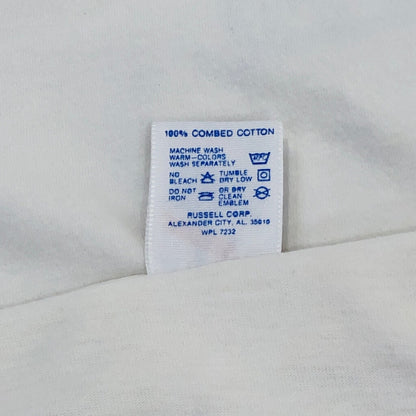 100% COMBED COTTON
MACHINE WASH
WARM-COLORS
WASH SEPARATELY
NO BLEACH TUMBLE DRY LOW
DO NOT IRON OR DRY CLEAN EMBLEM
RUSSELL CORP.
ALEXANDER CITY, AL. 35010
WPL 7232